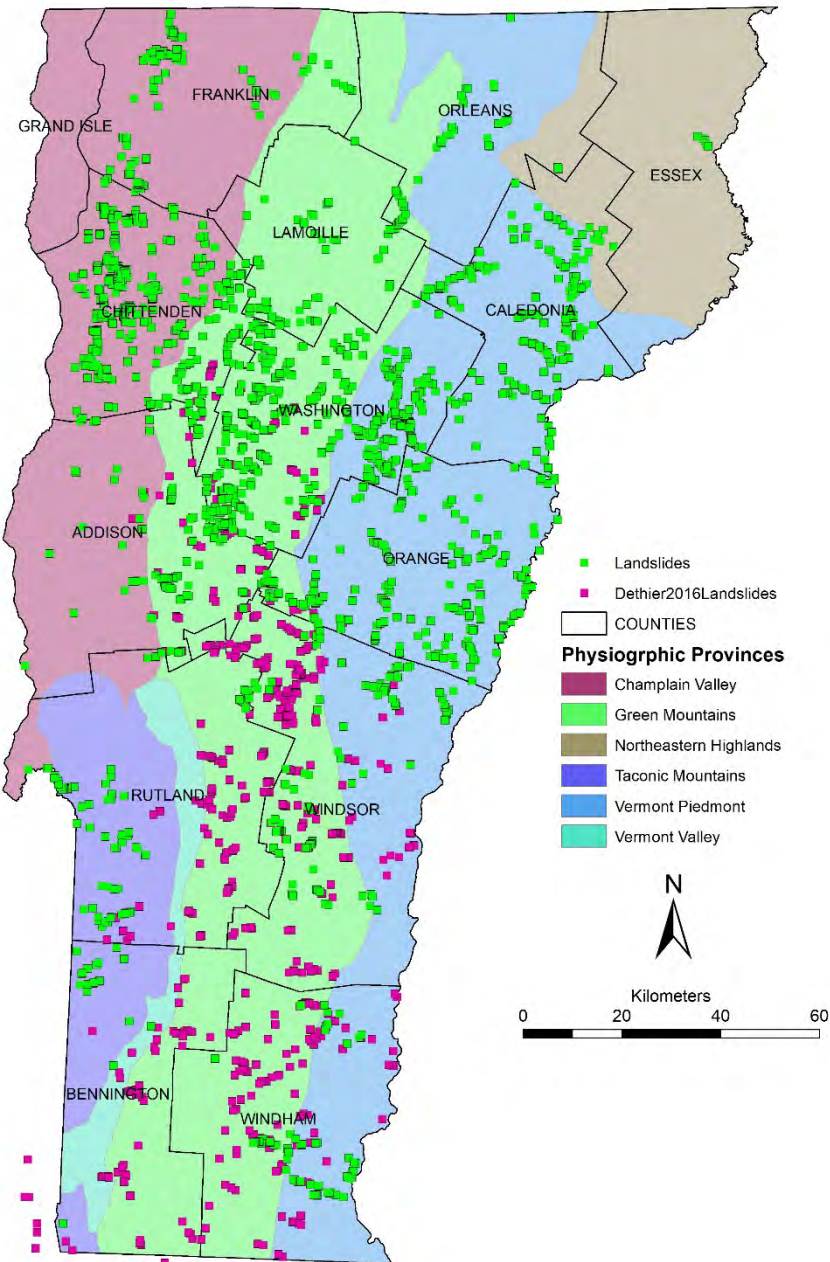 FRANKLIN
GRAND ISLE
ORLEANS
ESSEX
LAMOILLE
CHITTENDEN
CALEDONIA
WASHINGTON
ADDISON
ORANGE
RUTLAND
WINDSOR
BENNINGTON
WINDHAM
Landslides
Dethier2016Landslides
COUNTIES
Physiogrphic Provinces
Champlain Valley
Green Mountains
Northeastern Highlands
Taconic Mountains
Vermont Piedmont
Vermont Valley
N
Kilometers
0 20 40 60